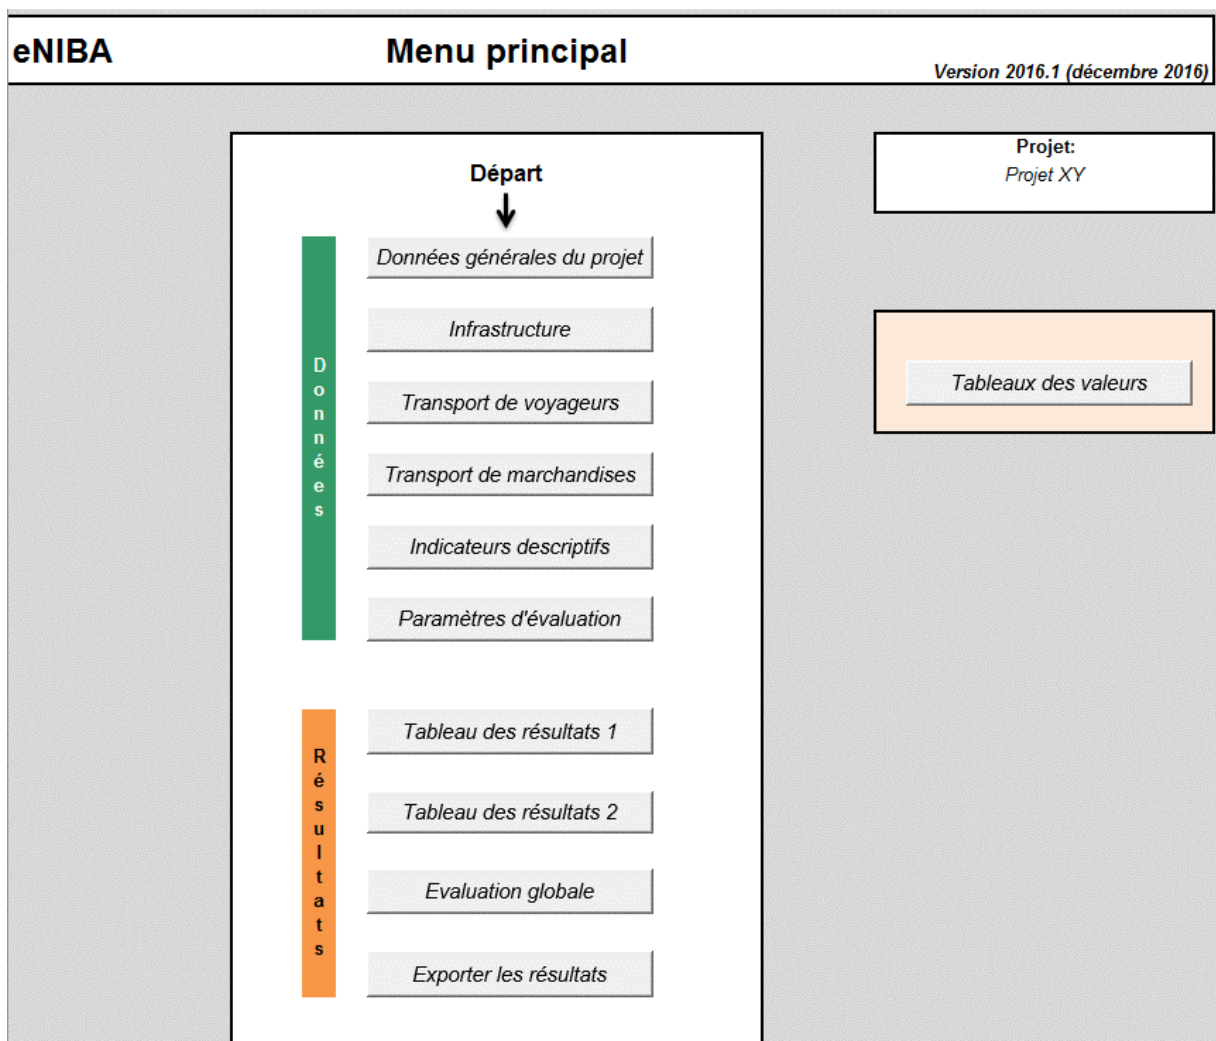 eNIBA
Menu principal
Version 2016.1 (décembre 2016)
Départ
Projet:
Projet XY
Données
Données générales du projet
Infrastructure
Transport de voyageurs
Transport de marchandises
Indicateurs descriptifs
Paramètres d'évaluation
Tableaux des valeurs
Résultats
Tableau des résultats 1
Tableau des résultats 2
Evaluation globale
Exporter les résultats